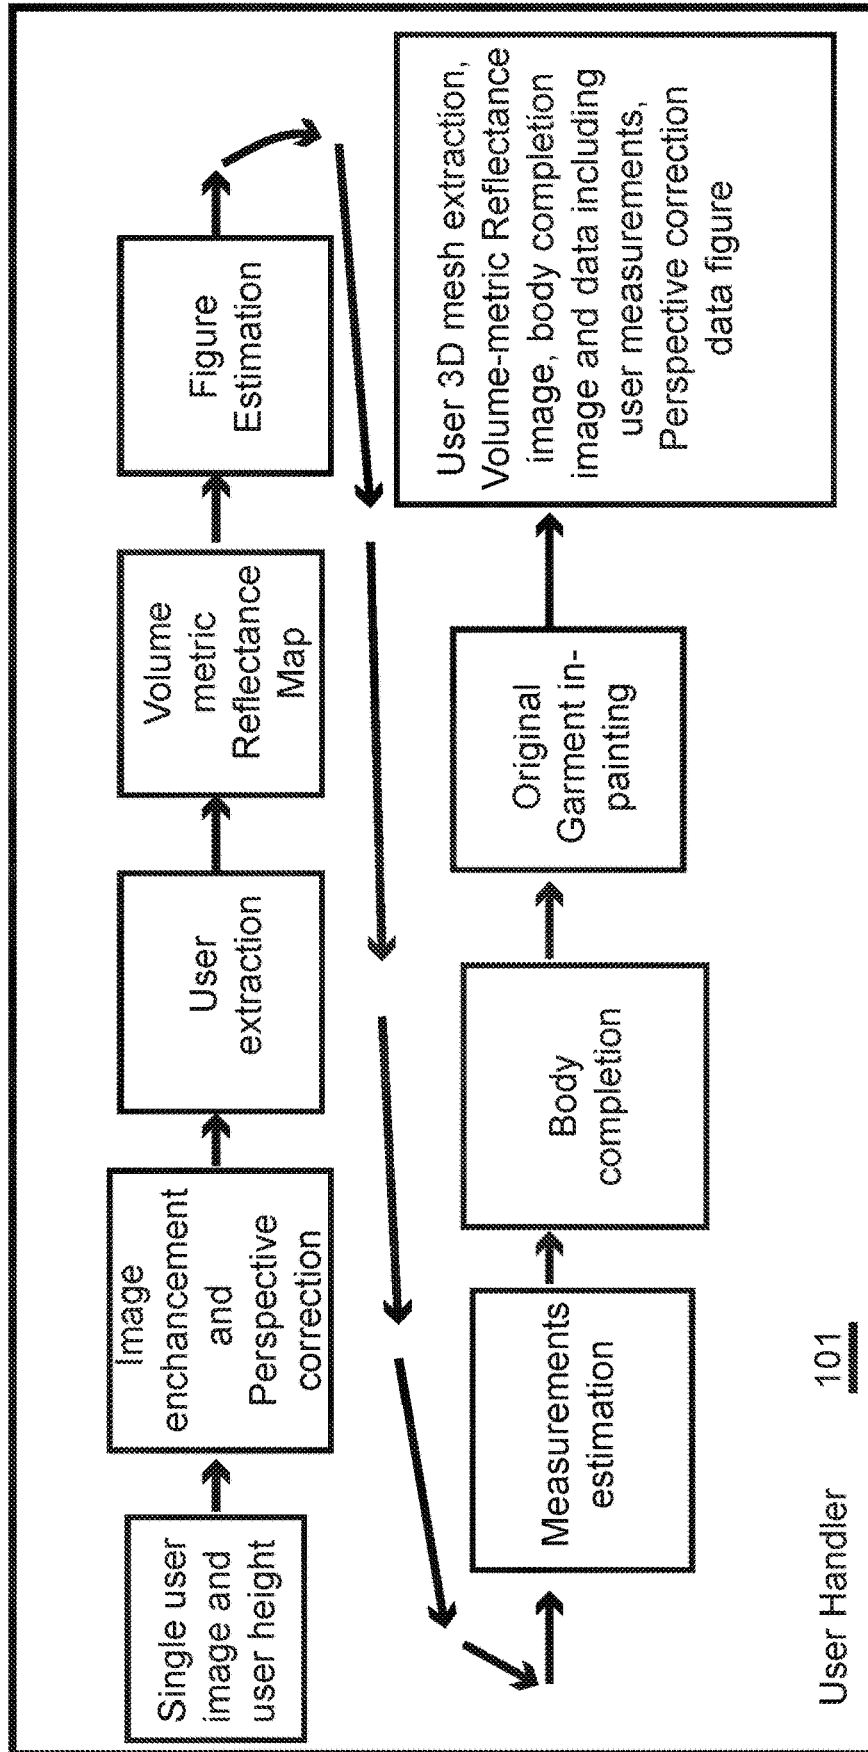 Single user
image and
user height
Image
enchancement
and
Perspective
correction
User
extraction
Volume
metric
Reflectance
Map
Figure
Estimation
Measurements
estimation
Body
completion
Original
Garment in-
painting
User 3D mesh extraction,
Volume-metric Reflectance
image, body completion
image and data including
user measurements,
Perspective correction
data figure
User Handler 101